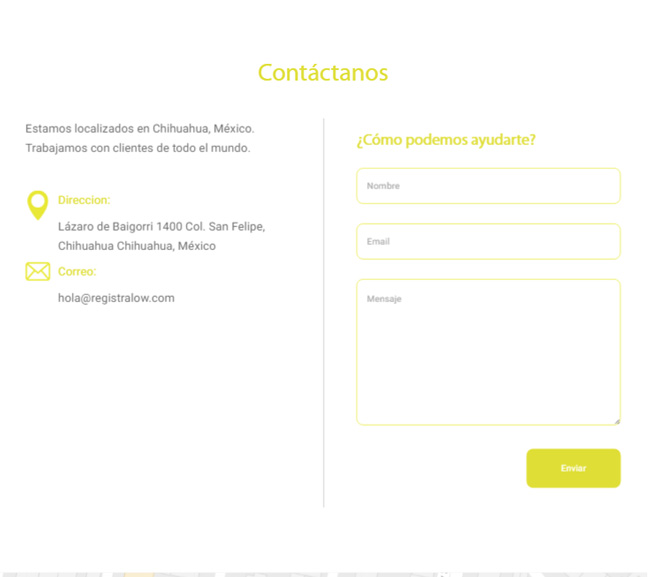 Contáctanos
Estamos localizados en Chihuahua, México.
Trabajamos con clientes de todo el mundo.
Direccion:
Lázaro de Baigorri 1400 Col. San Felipe,
Chihuahua Chihuahua, México
Correo:
hola@registralow.com
¿Cómo podemos ayudarte?
Nombre
Email
Mensaje
Enviar